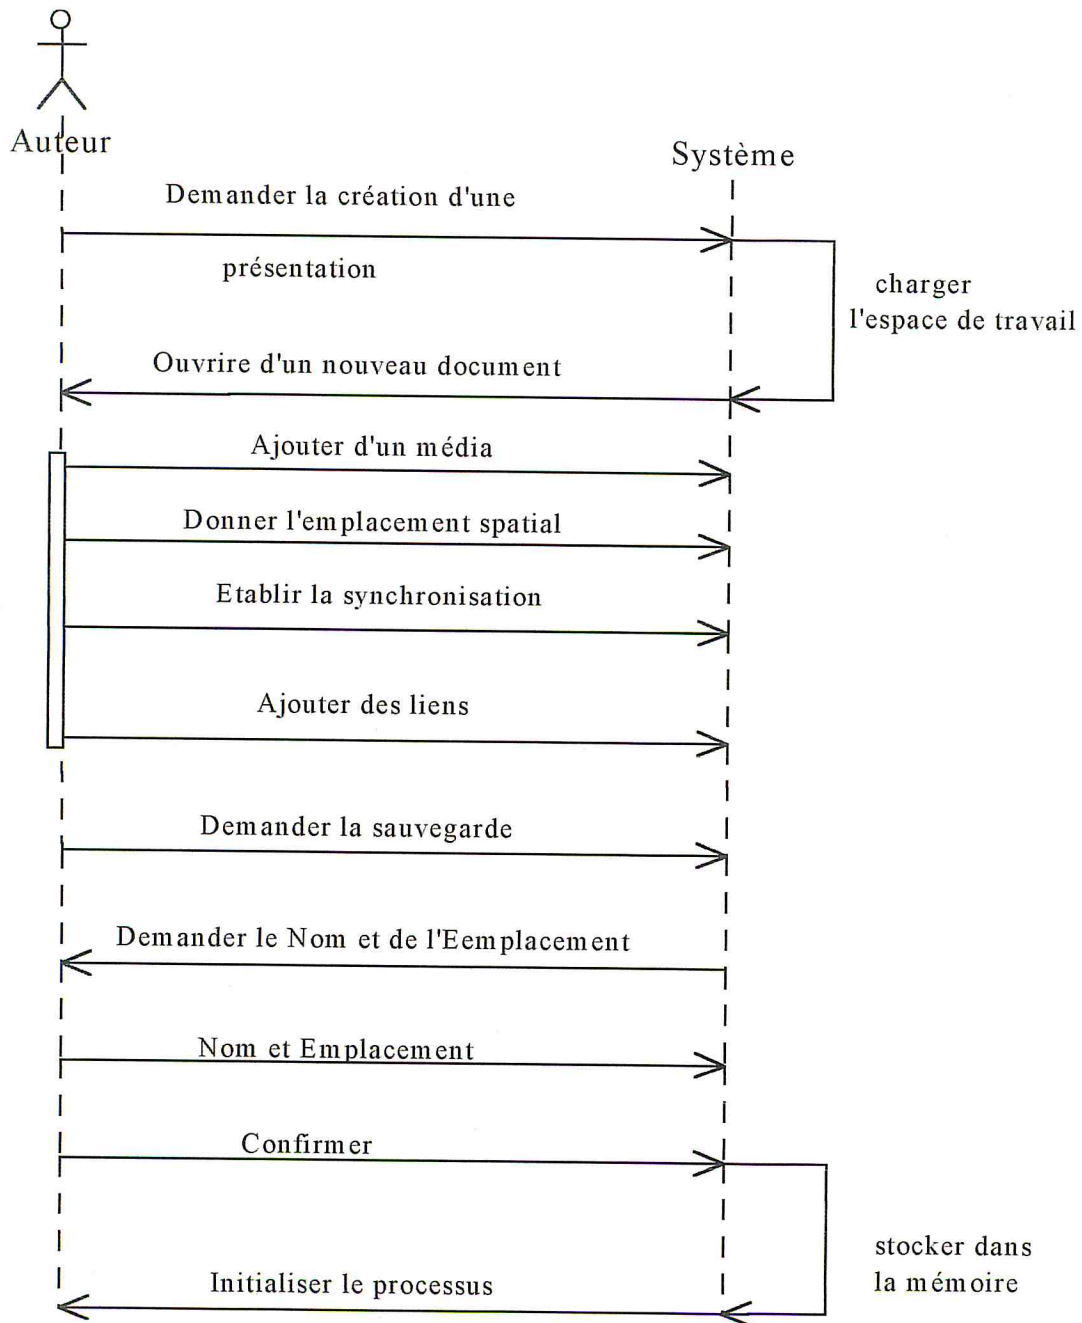 Auteur
Système
Demander la création d'une
présentation
charger
l'espace de travail
Ouvrire d'un nouveau document
Ajouter d'un média
Donner l'emplacement spatial
Etablir la synchronisation
Ajouter des liens
Demander la sauvegarde
Demander le Nom et de l'Eemplacement
Nom et Emplacement
Confirmer
stocker dans
la mémoire
Initialiser le processus